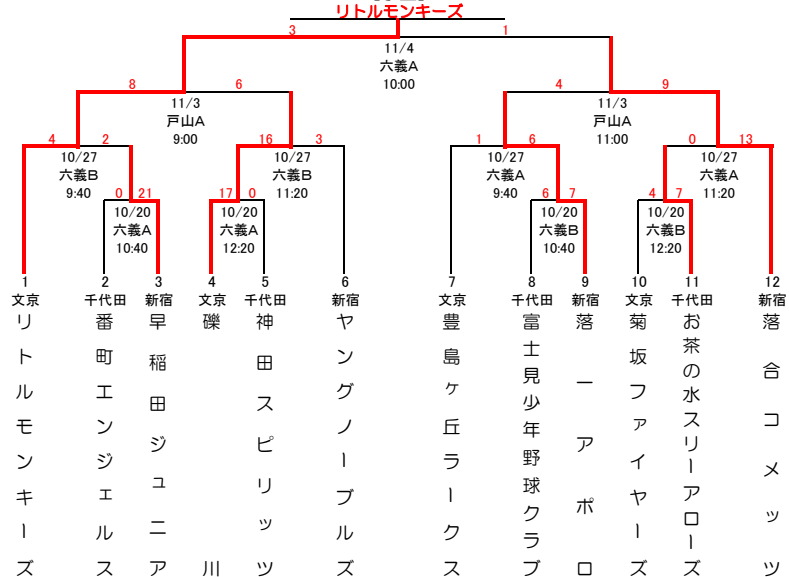 リトルモンキーズ
3 1
11/4
六義A
10:00
8 6 4 9
11/3
戸山A
9:00
11/3
戸山A
11:00
4 2 16 3 1 6 0 13
10/27
六義B
9:40
10/27
六義B
11:20
10/27
六義A
9:40
10/27
六義A
11:20
0 21 17 0 6 7 4 7
10/20
六義A
10:40
10/20
六義A
12:20
10/20
六義B
10:40
10/20
六義B
12:20
1 2 3 4 5 6 7 8 9 10 11 12
文京 千代田 新宿 文京 千代田 新宿 文京 千代田 新宿 文京 千代田 新宿
リトルモンキーズ
番町エンジェルス
早稲田ジュニア
礫川
神田スピリッツ
ヤングノーブルズ
豊島ヶ丘ラークス
富士見少年野球クラブ
落一アポロ
菊坂ファイヤーズ
お茶の水スリーアローズ
落合コメッツ